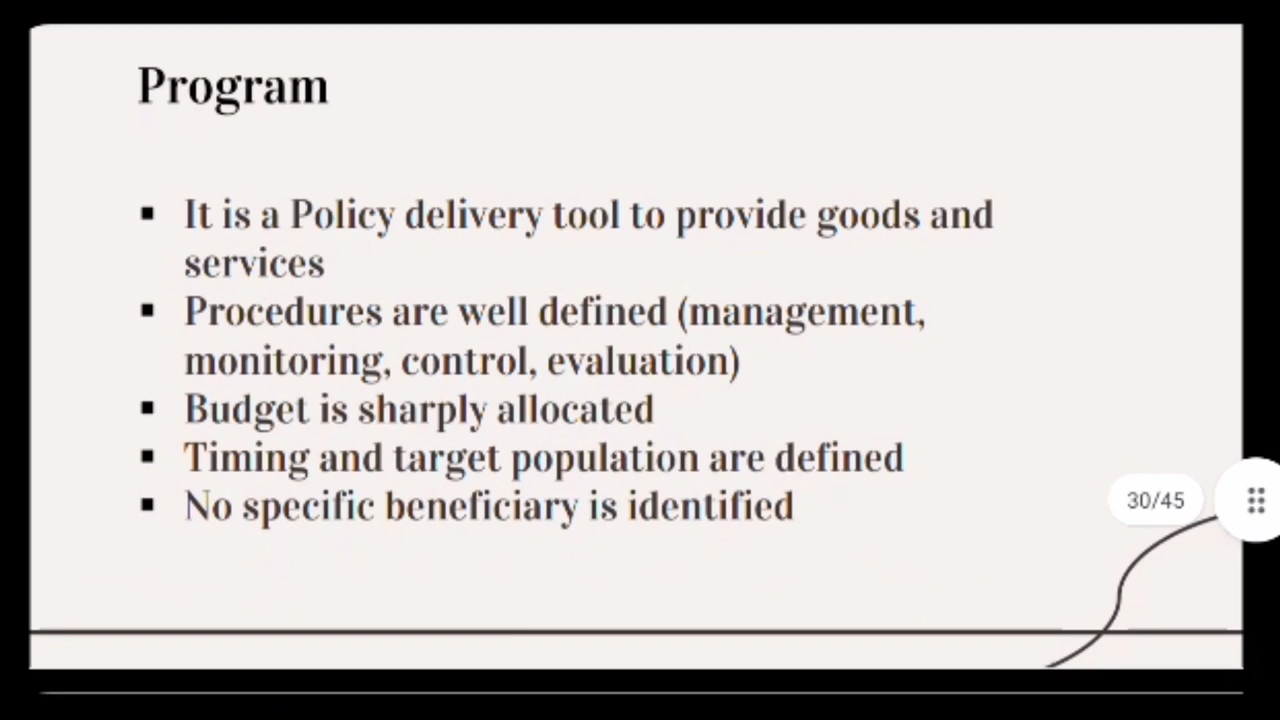 Program
▪ It is a Policy delivery tool to provide goods and
services
▪ Procedures are well defined (management,
monitoring, control, evaluation)
▪ Budget is sharply allocated
▪ Timing and target population are defined
▪ No specific beneficiary is identified
30/45